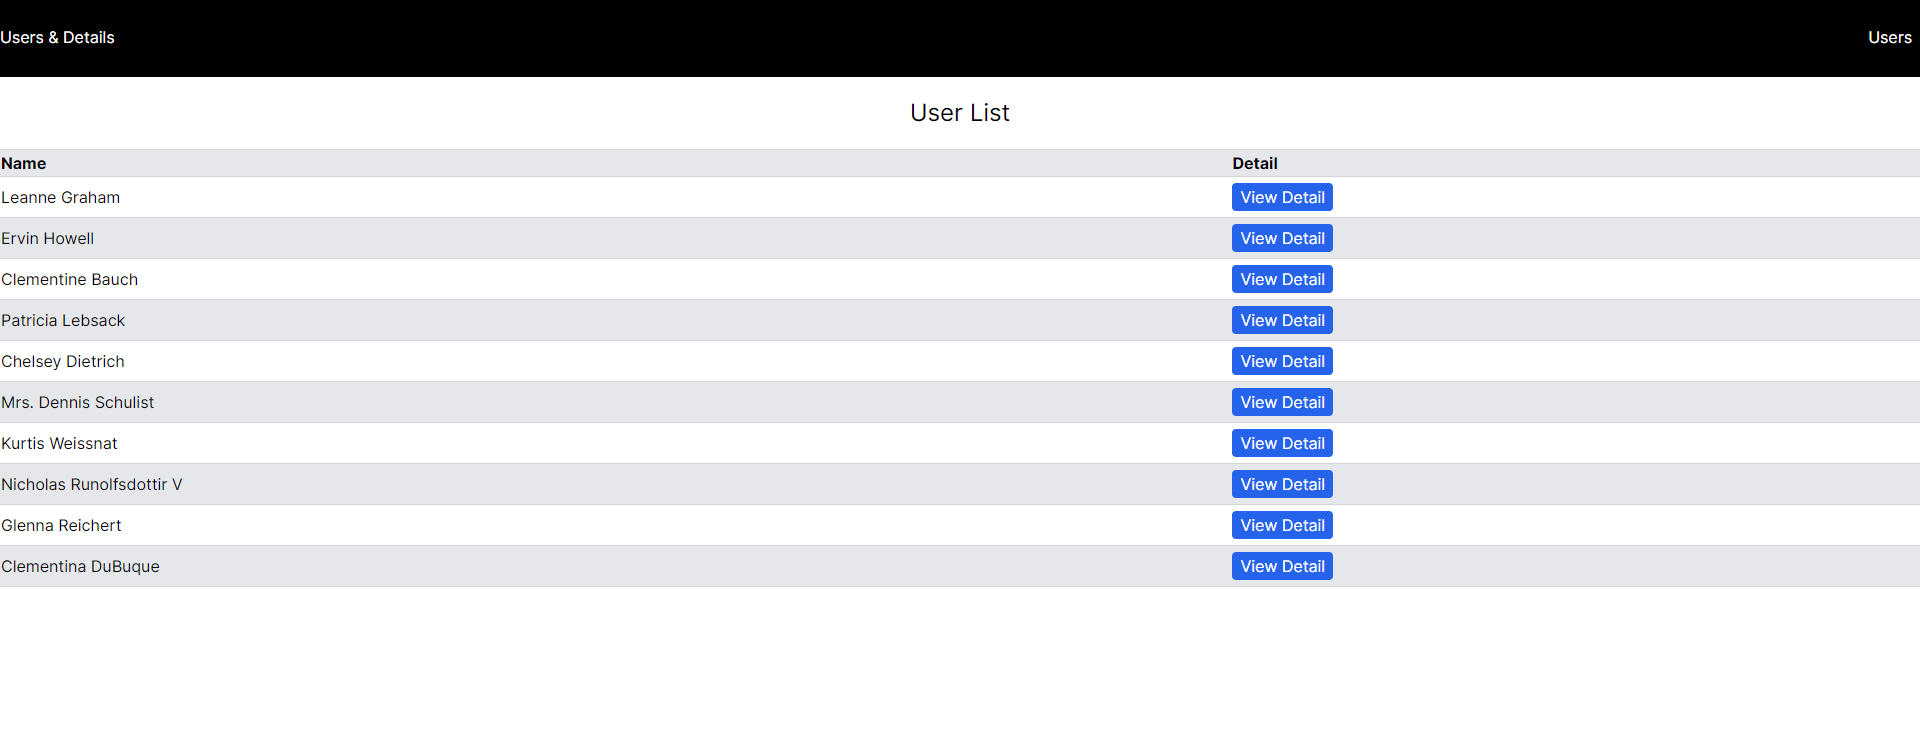 Users & Details Users
User List
Name Detail
Leanne Graham View Detail
Ervin Howell View Detail
Clementine Bauch View Detail
Patricia Lebsack View Detail
Chelsey Dietrich View Detail
Mrs. Dennis Schulist View Detail
Kurtis Weissnat View Detail
Nicholas Runolfsdottir V View Detail
Glenna Reichert View Detail
Clementina DuBuque View Detail